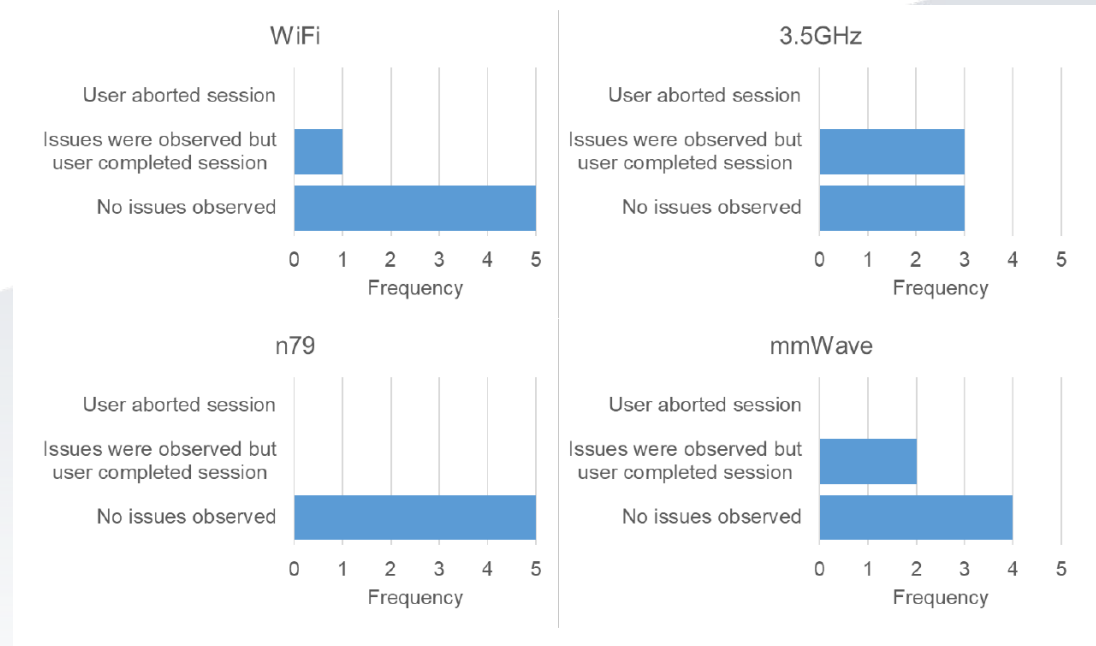 WiFi
User aborted session
Issues were observed but
user completed session
No issues observed
0 1 2 3 4 5
Frequency
3.5GHz
User aborted session
Issues were observed but
user completed session
No issues observed
0 1 2 3 4 5
Frequency
n79
User aborted session
Issues were observed but
user completed session
No issues observed
0 1 2 3 4 5
Frequency
mmWave
User aborted session
Issues were observed but
user completed session
No issues observed
0 1 2 3 4 5
Frequency